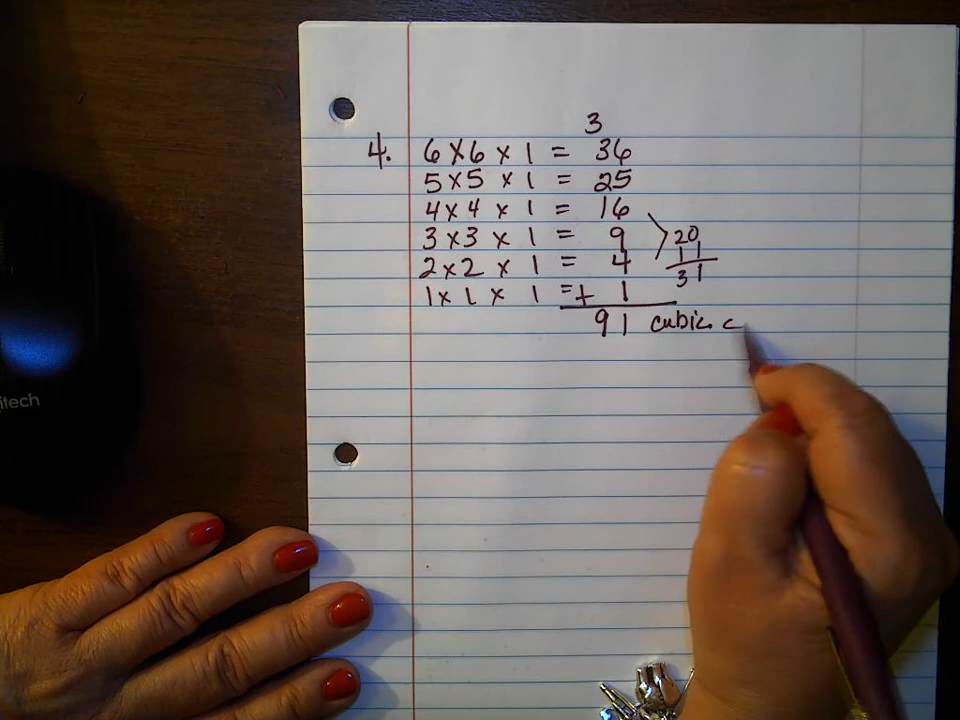 3
4. 6 x 6 x 1 = 36
5 x 5 x 1 = 25
4 x 4 x 1 = 16
3 x 3 x 1 = 9
2 x 2 x 1 = 4
1 x 1 x 1 = + 1
91 cubic c
20
11
31
itech